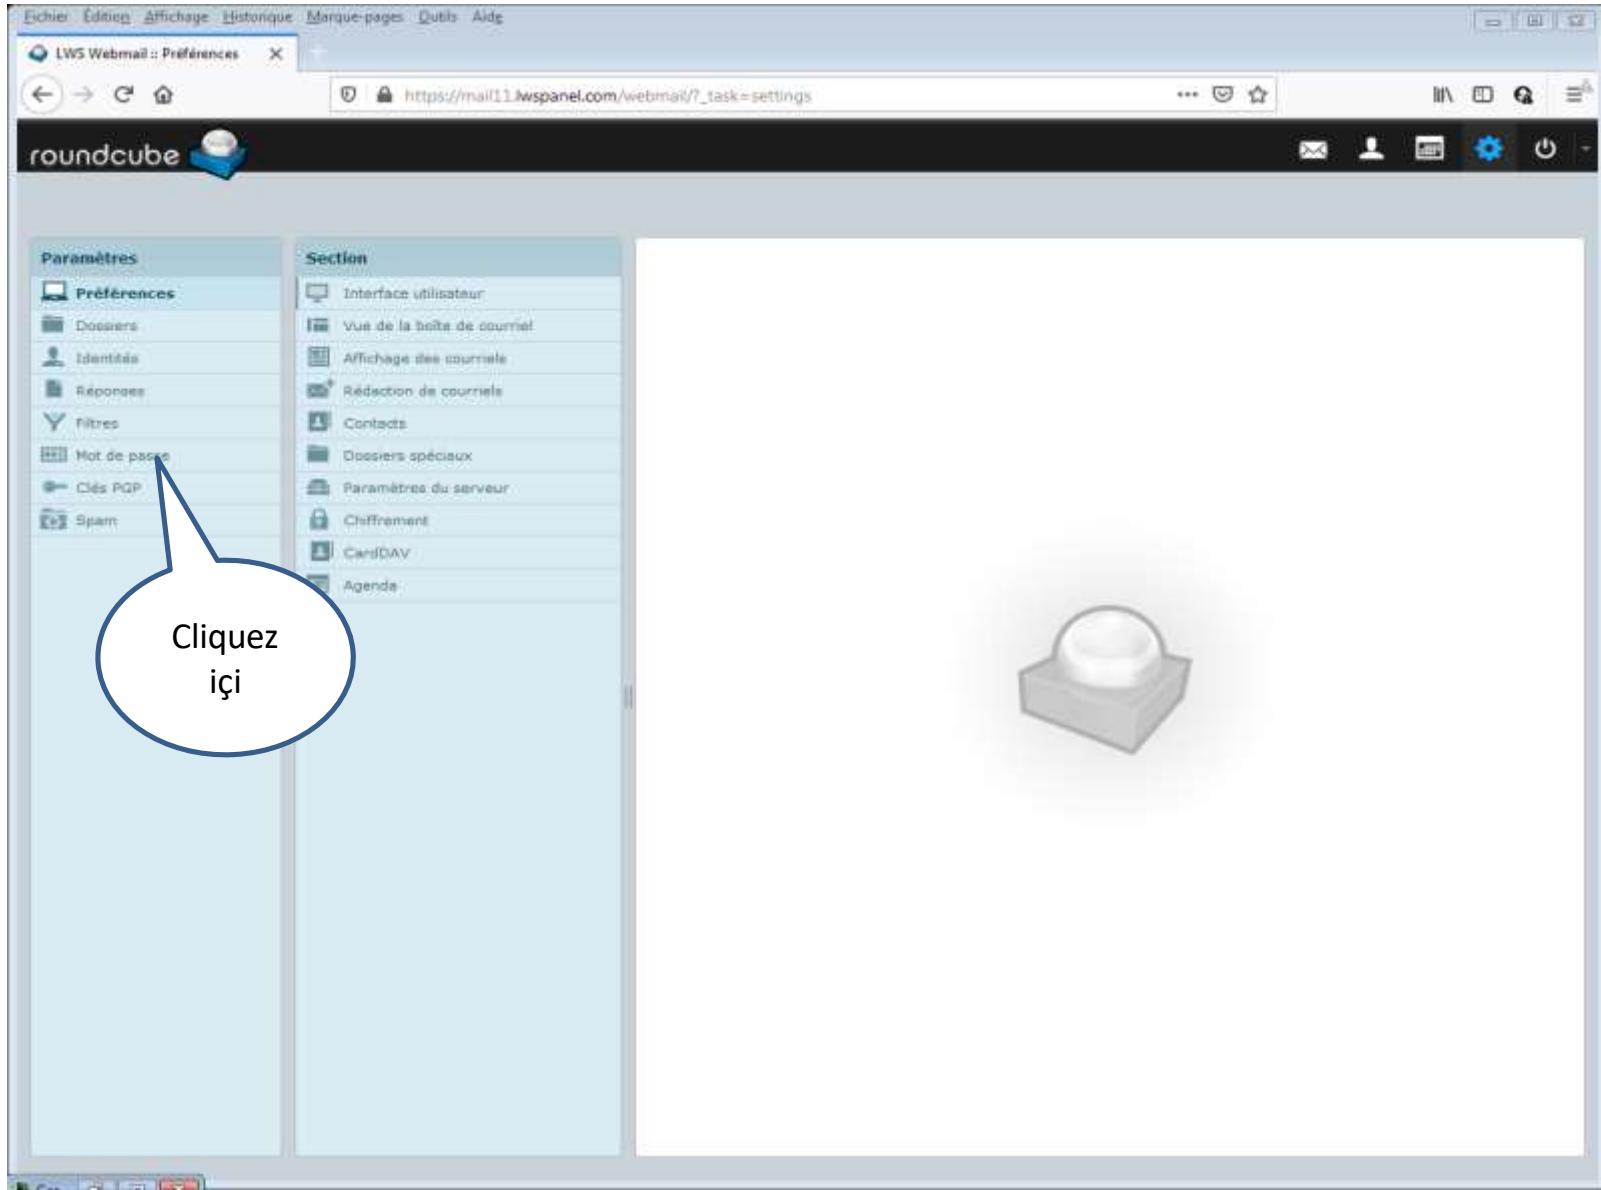 Fichier Édition Affichage Historique Marque-pages Outils Aide
LWS Webmail :: Préférences
https://mail11.lwspanel.com/webmail/?_task=settings
roundcube
Paramètres
Préférences
Dossiers
Identités
Réponses
Filtres
Mot de passe
Clés PGP
Spam
Section
Interface utilisateur
Vue de la boîte de courriel
Affichage des courriels
Rédaction de courriels
Contacts
Dossiers spéciaux
Paramètres du serveur
Chiffrement
CardDAV
Agenda
Cliquez
içi